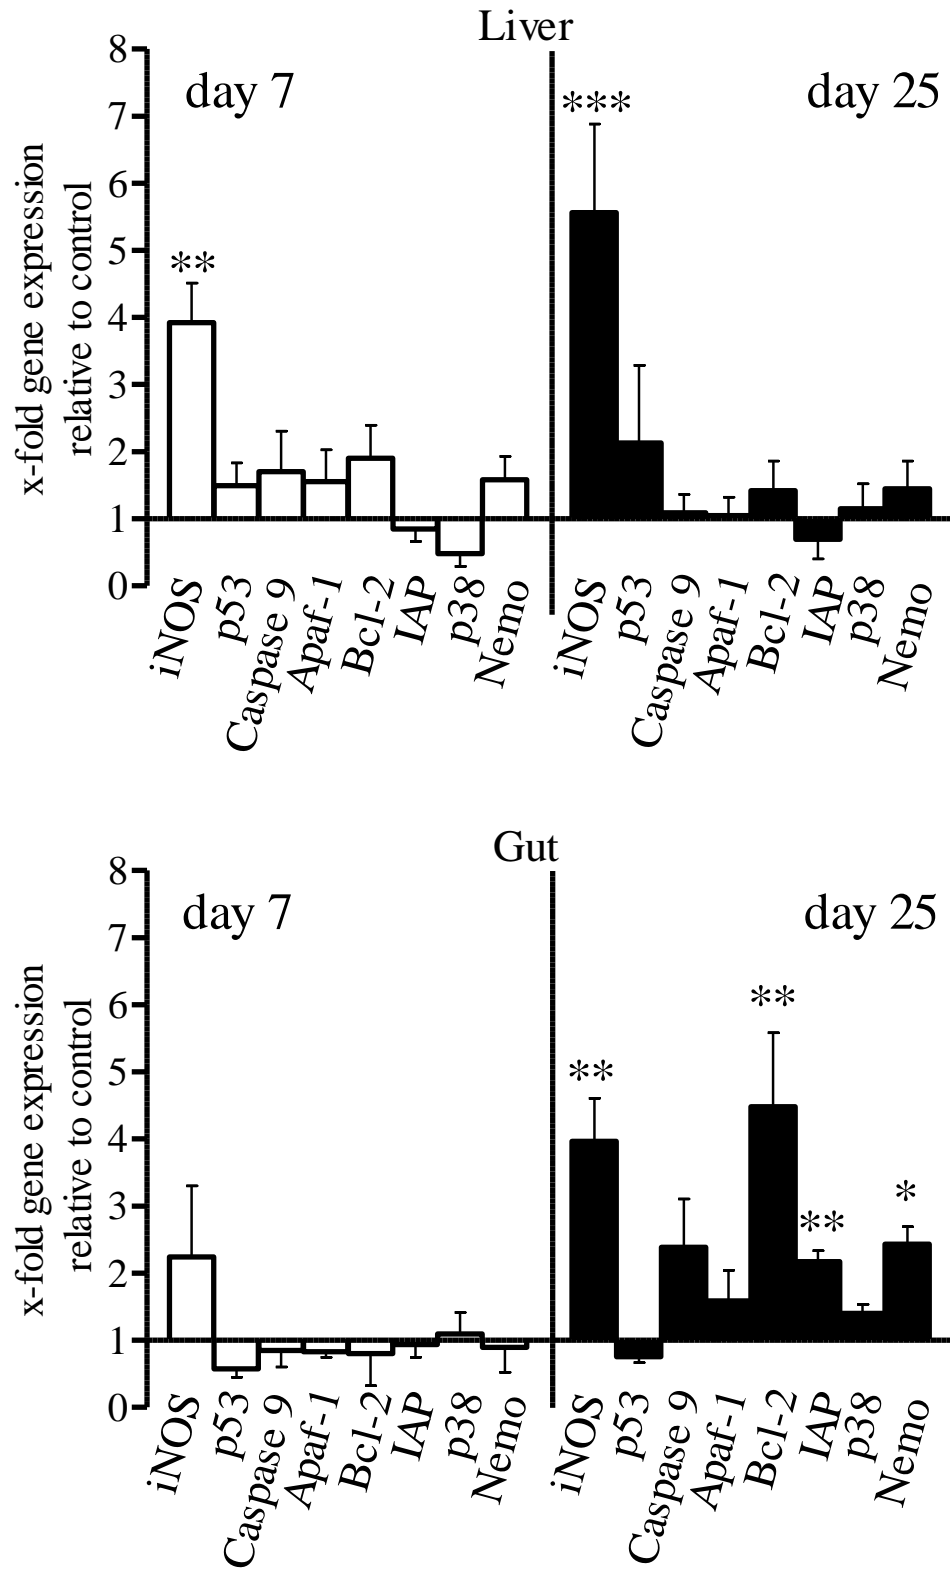 Liver
x-fold gene expression
relative to control
8
7
6
5
4
3
2
1
0
day 7
day 25
**
***
iNOS
p53
Caspase 9
Apaf-1
Bcl-2
IAP
p38
Nemo
iNOS
p53
Caspase 9
Apaf-1
Bcl-2
IAP
p38
Nemo
Gut
x-fold gene expression
relative to control
8
7
6
5
4
3
2
1
0
day 7
day 25
**
**
**
*
iNOS
p53
Caspase 9
Apaf-1
Bcl-2
IAP
p38
Nemo
iNOS
p53
Caspase 9
Apaf-1
Bcl-2
IAP
p38
Nemo